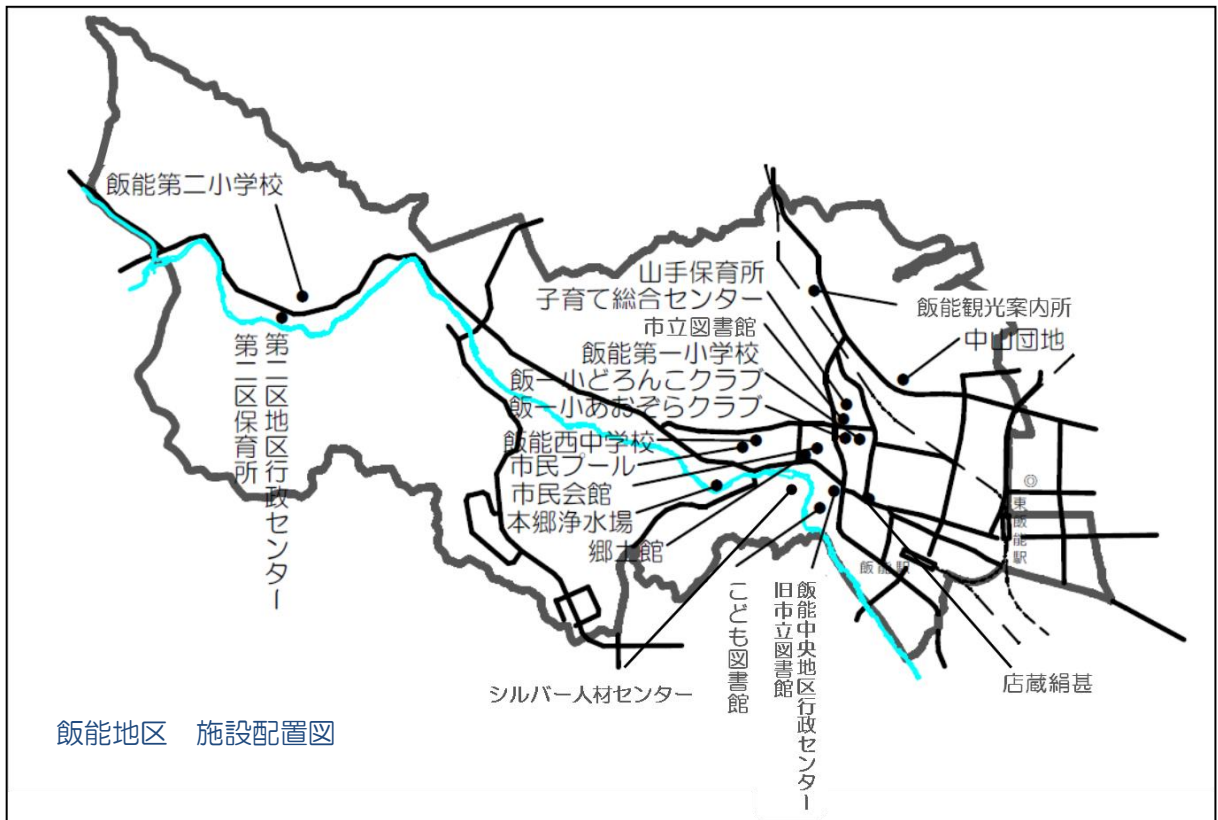 飯能第二小学校
第二区地区行政センター
第二区保育所
山手保育所
子育て総合センター
市立図書館
飯能第一小学校
飯一小どろんこクラブ
飯一小あおぞらクラブ
飯能西中学校
市民プール
市民会館
本郷浄水場
郷土館
飯能観光案内所
中山団地
◎
東飯能駅
飯能駅
シルバー人材センター
こども図書館
飯能中央地区行政センター
旧市立図書館
店蔵絹甚
飯能地区　施設配置図